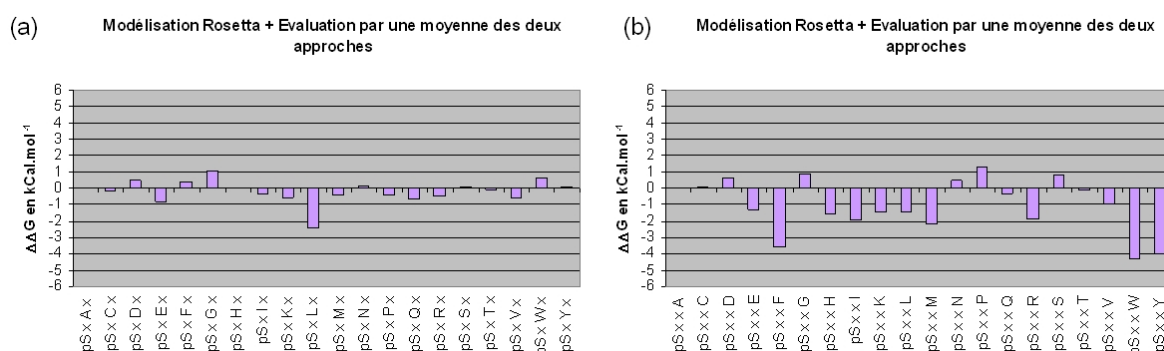 (a)
Modélisation Rosetta + Evaluation par une moyenne des deux
approches
ΔΔG en kCal.mol⁻¹
6
5
4
3
2
1
0
-1
-2
-3
-4
-5
-6
pS x A x
pS x C x
pS x D x
pS x E x
pS x F x
pS x G x
pS x H x
pS x I x
pS x K x
pS x L x
pS x M x
pS x N x
pS x P x
pS x Q x
pS x R x
pS x S x
pS x T x
pS x V x
pS x W x
pS x Y x
(b)
Modélisation Rosetta + Evaluation par une moyenne des deux
approches
ΔΔG en kCal.mol⁻¹
6
5
4
3
2
1
0
-1
-2
-3
-4
-5
-6
pS x x A
pS x x C
pS x x D
pS x x E
pS x x F
pS x x G
pS x x H
pS x x I
pS x x K
pS x x L
pS x x M
pS x x N
pS x x P
pS x x Q
pS x x R
pS x x S
pS x x T
pS x x V
pS x x W
pS x x Y